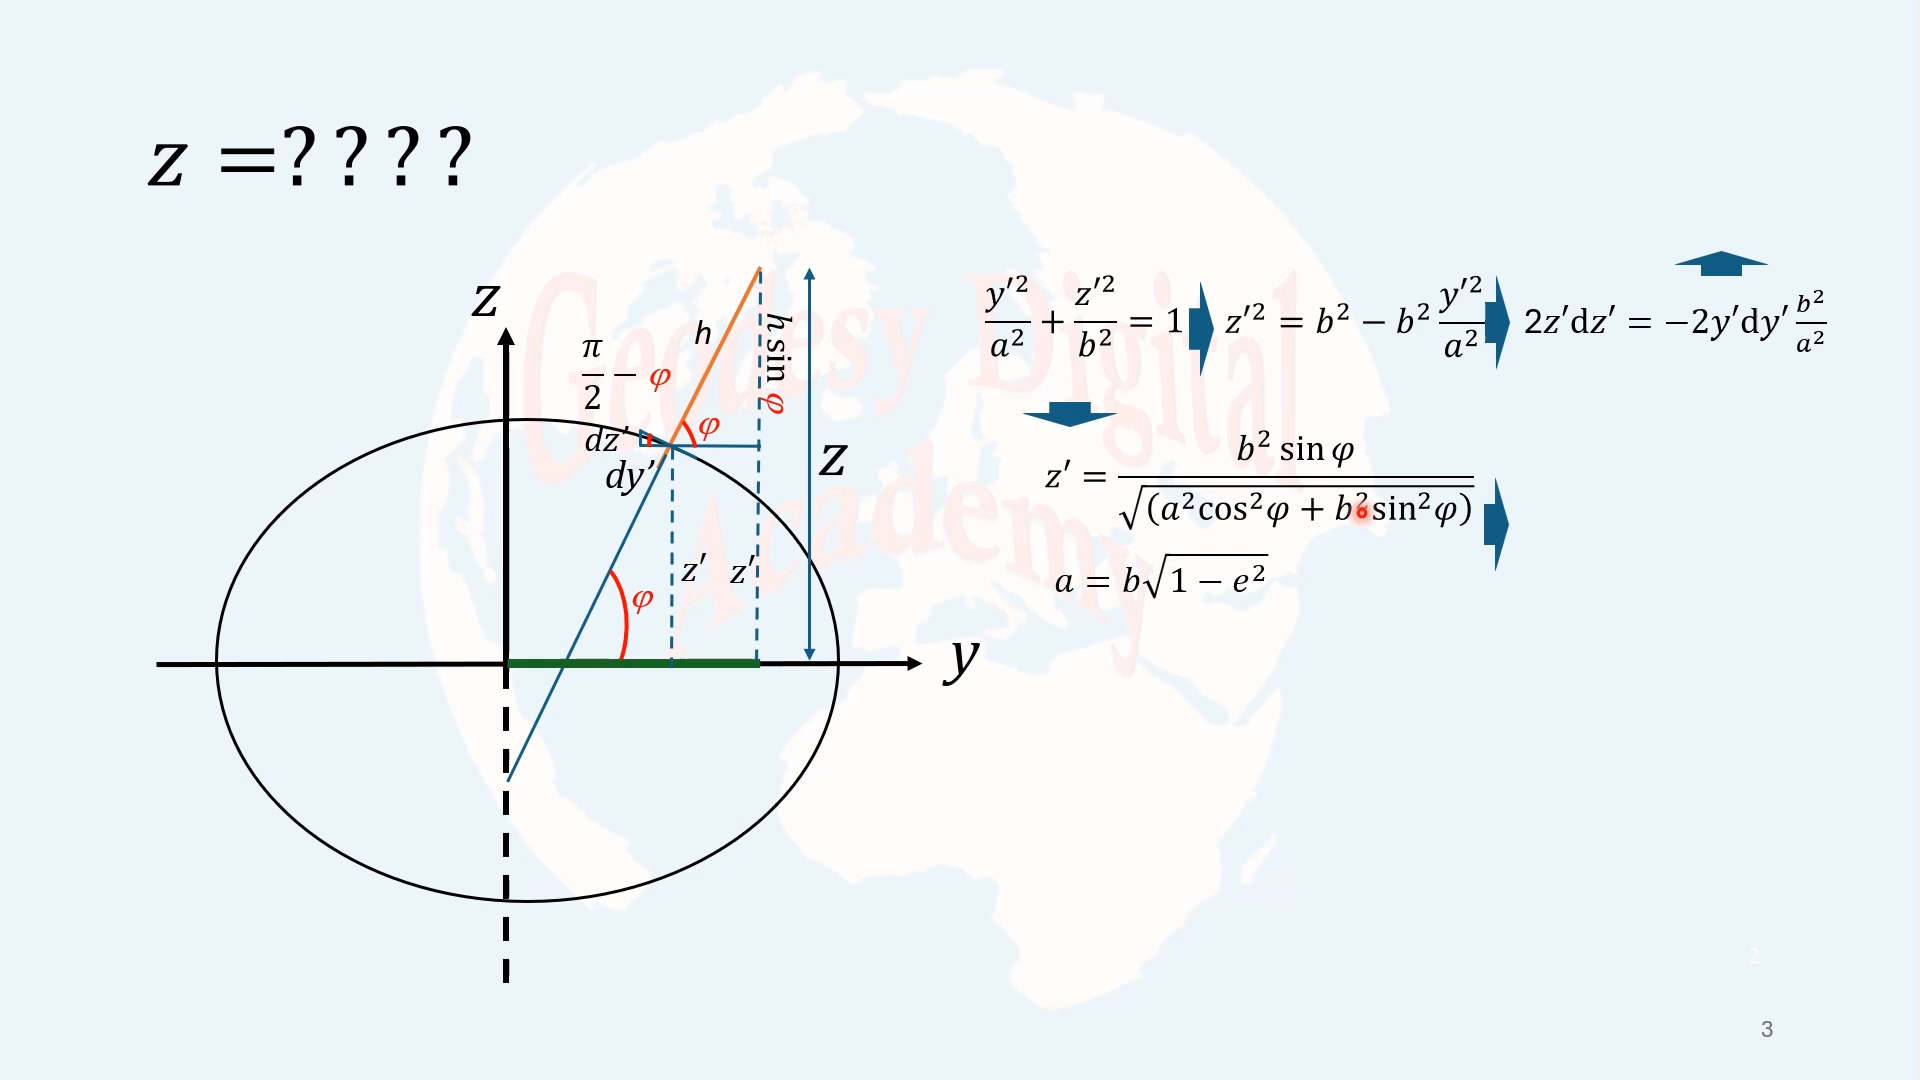 z =????
z
h
h sin φ
π/2 − φ
φ
dz′
dy′
z
z′ z′
φ
y
y′²/a² + z′²/b² = 1
z′² = b² − b² y′²/a²
2z′dz′ = −2y′dy′ b²/a²
z′ = b² sin φ / √(a²cos²φ + b²sin²φ)
a = b√1 − e²
Geodesy Digital
Academy
2
3